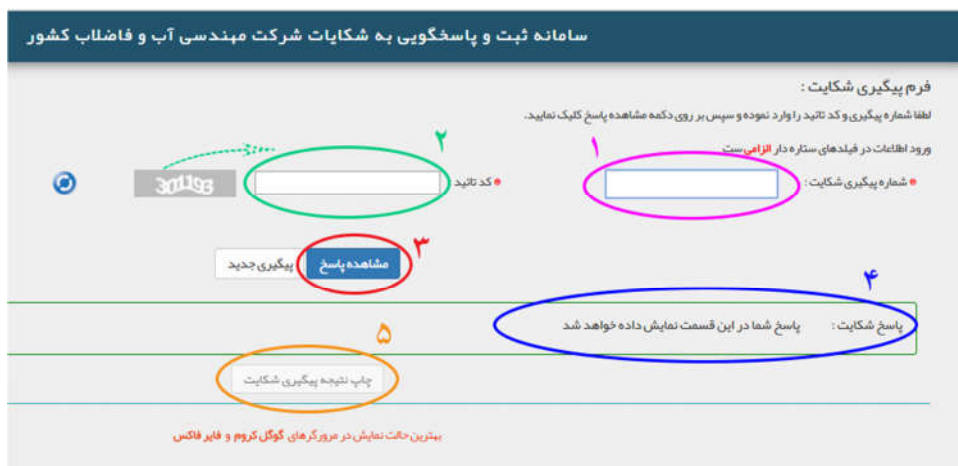 سامانه ثبت و پاسخگویی به شکایات شرکت مهندسی آب و فاضلاب کشور
فرم پیگیری شکایت :
لطفا شماره پیگیری و کد تائید را وارد نموده و سپس بر روی دکمه مشاهده پاسخ کلیک نمایید.
ورود اطلاعات در فیلدهای ستاره دار الزامی ست
۱
۲
* شماره پیگیری شکایت :
* کد تائید :
301193
۳
مشاهده پاسخ
پیگیری جدید
۴
پاسخ شکایت : پاسخ شما در این قسمت نمایش داده خواهد شد
۵
چاپ نتیجه پیگیری شکایت
بهترین حالت نمایش در مرورگرهای گوگل کروم و فایر فاکس